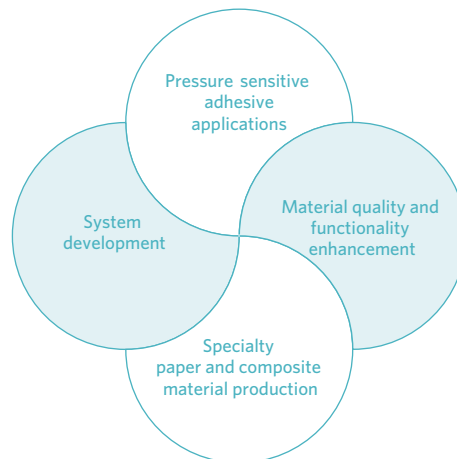 Pressure sensitive
adhesive
applications
System
development
Material quality and
functionality
enhancement
Specialty
paper and composite
material production